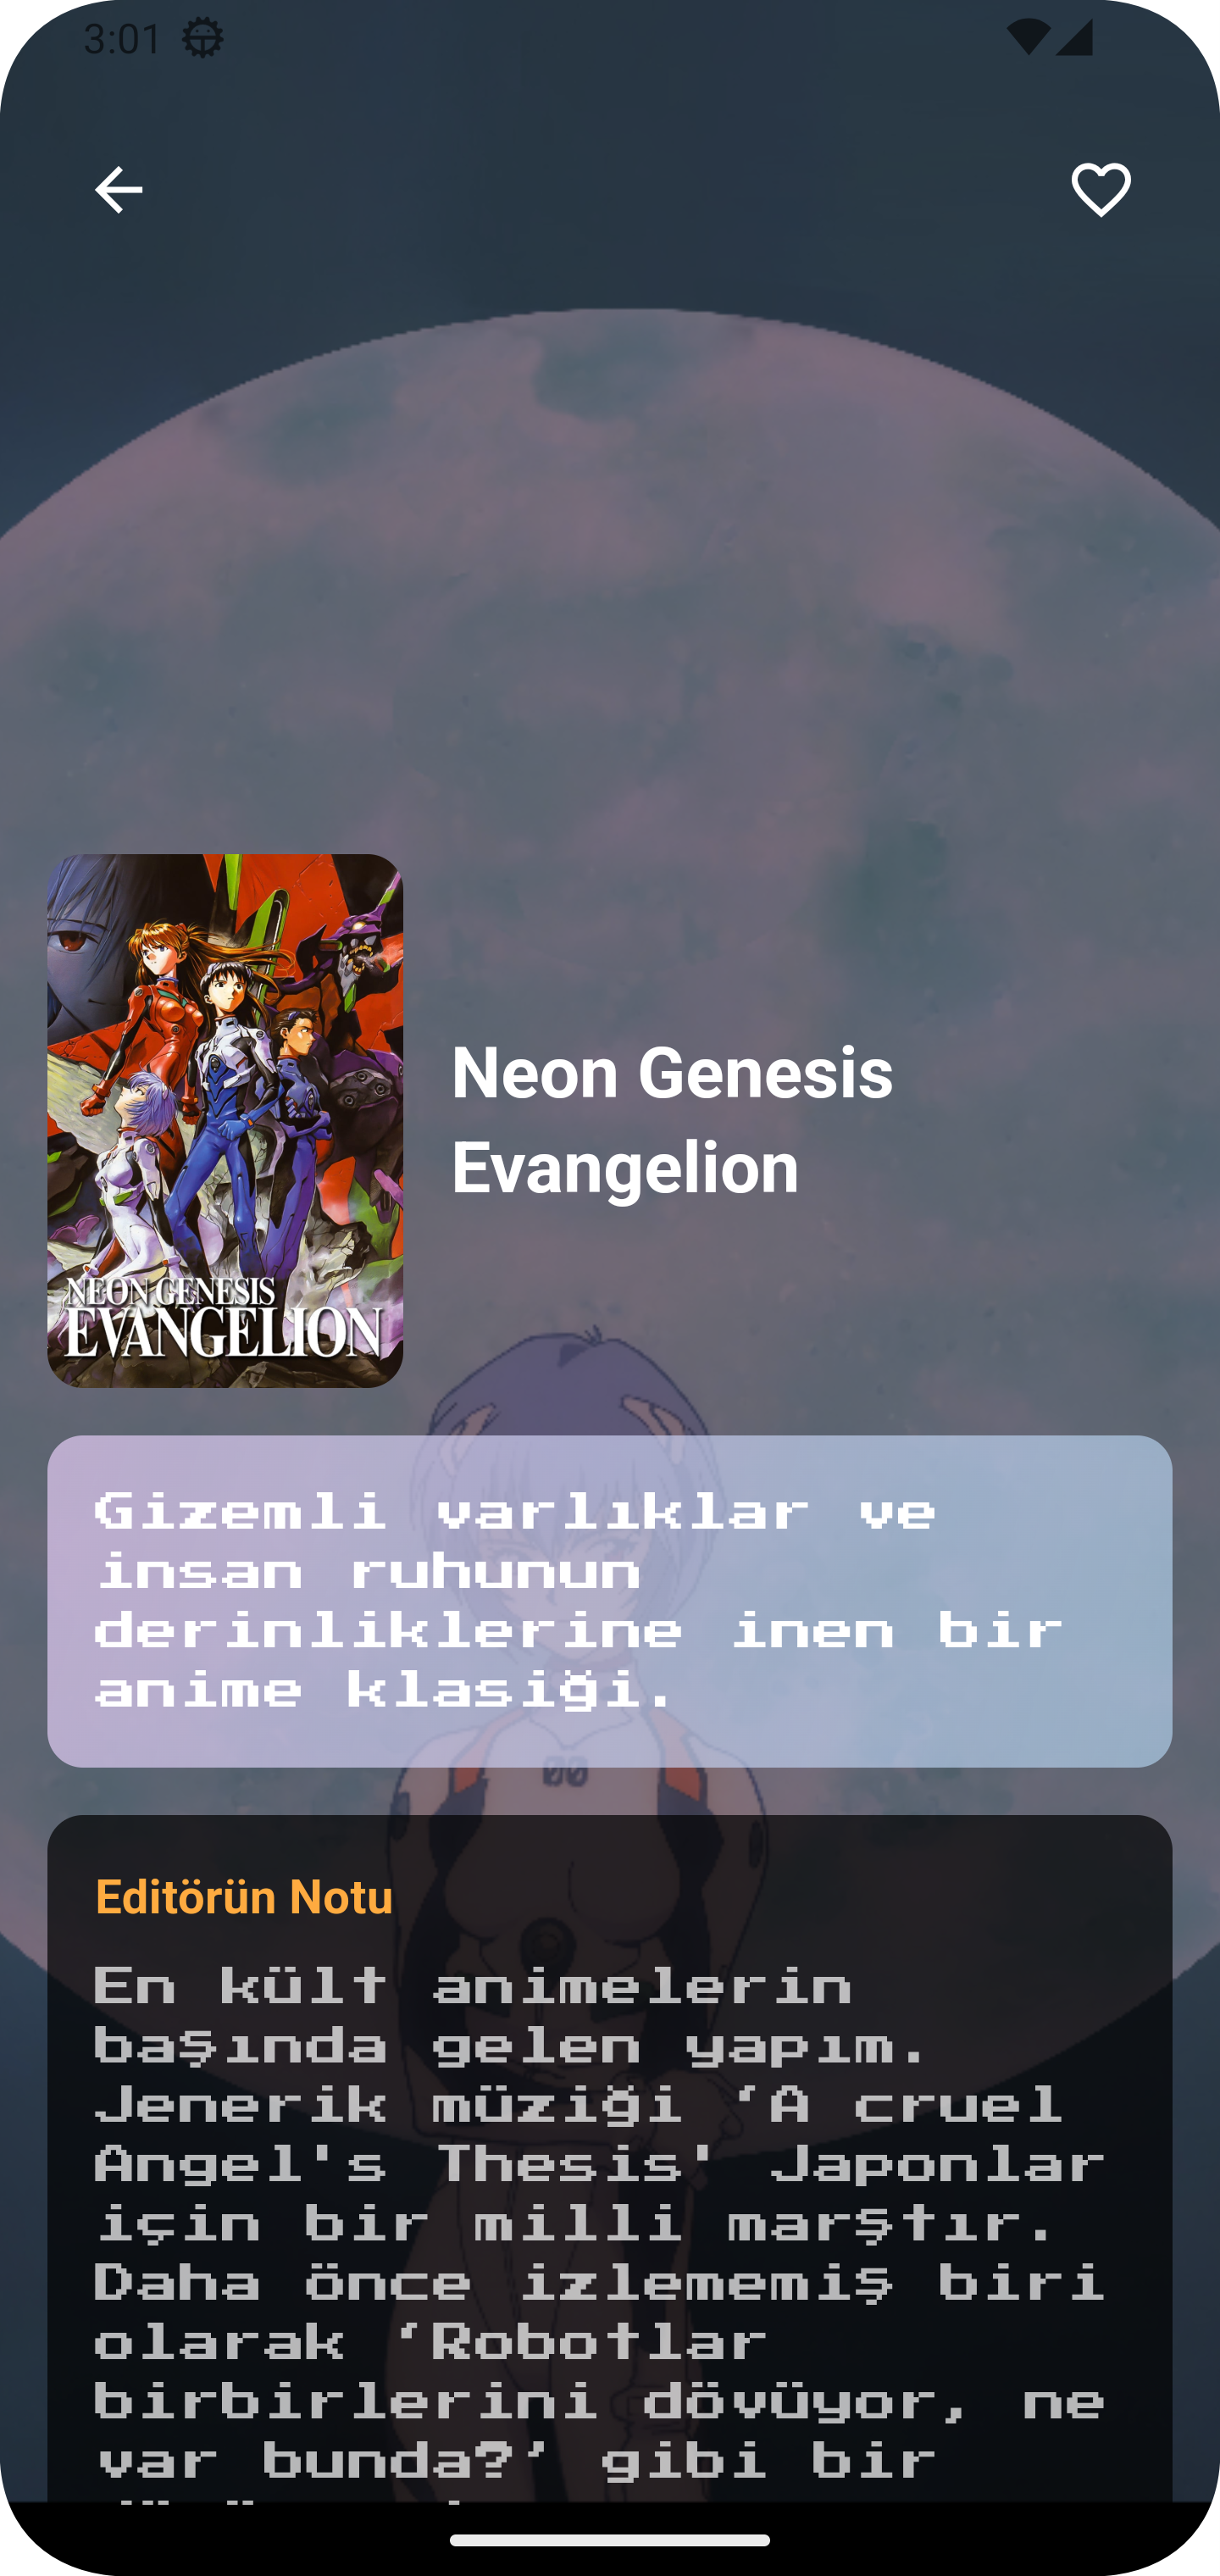 3:01
Neon Genesis
Evangelion
NEON GENESIS
EVANGELION
Gizemli varlıklar ve
insan ruhunun
derinliklerine inen bir
anime klasiği.
00
Editörün Notu
En kült animelerin
başında gelen yapım.
Jenerik müziği ‘A cruel
Angel's Thesis' Japonlar
için bir milli marştır.
Daha önce izlememiş biri
olarak ‘Robotlar
birbirlerini dövüyor, ne
var bunda?’ gibi bir